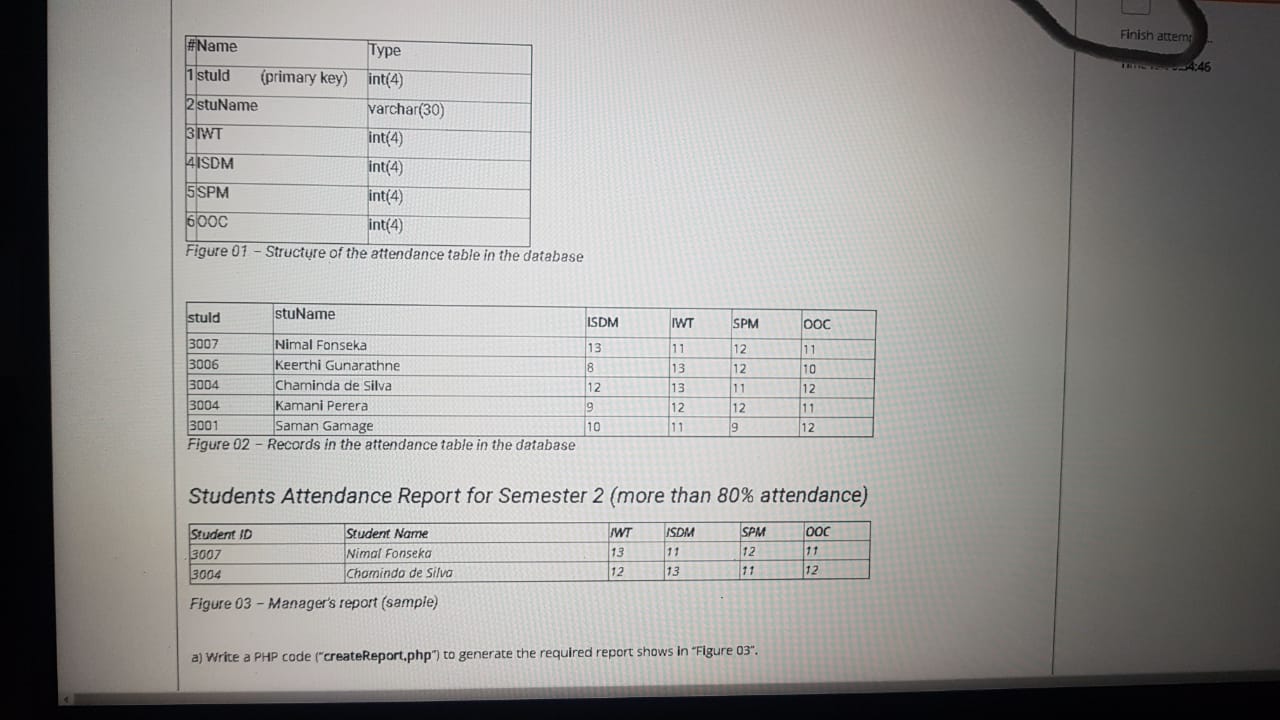 Finish attem
4:46
#Name Type
1 stuId (primary key) int(4)
2 stuName varchar(30)
3 IWT int(4)
4 ISDM int(4)
5 SPM int(4)
6 OOC int(4)
Figure 01 – Structure of the attendance table in the database
stuId stuName ISDM IWT SPM OOC
3007 Nimal Fonseka 13 11 12 11
3006 Keerthi Gunarathne 8 13 12 10
3004 Chaminda de Silva 12 13 11 12
3004 Kamani Perera 9 12 12 11
3001 Saman Gamage 10 11 9 12
Figure 02 – Records in the attendance table in the database
Students Attendance Report for Semester 2 (more than 80% attendance)
Student ID Student Name IWT ISDM SPM OOC
3007 Nimal Fonseka 13 11 12 11
3004 Chaminda de Silva 12 13 11 12
Figure 03 – Manager's report (sample)
a) Write a PHP code ("createReport.php") to generate the required report shows in "Figure 03".